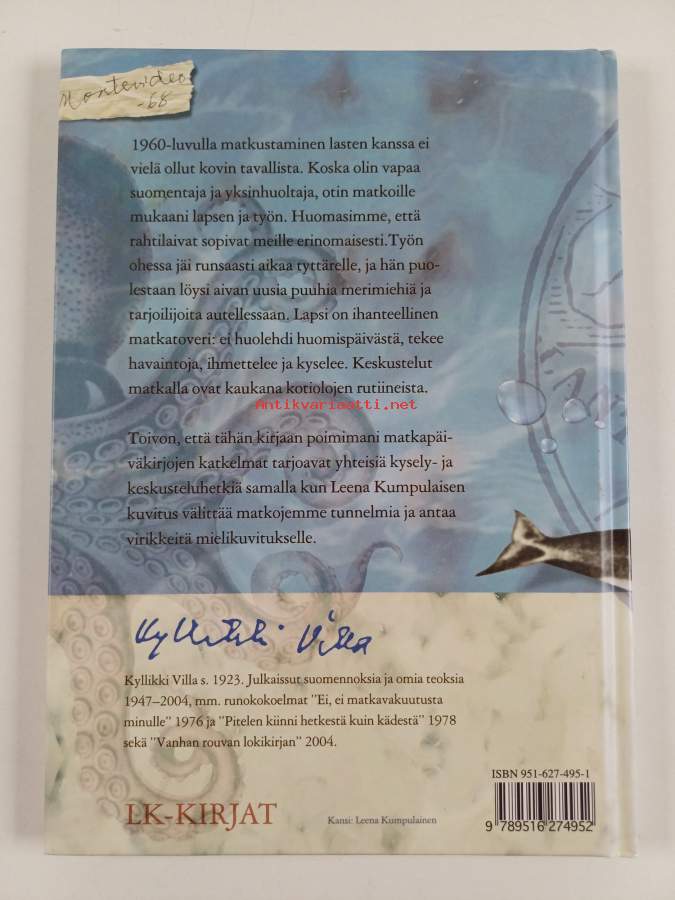 Montevideo
-68
1960-luvulla matkustaminen lasten kanssa ei
vielä ollut kovin tavallista. Koska olin vapaa
suomentaja ja yksinhuoltaja, otin matkoille
mukaani lapsen ja työn. Huomasimme, että
rahtilaivat sopivat meille erinomaisesti.Työn
ohessa jäi runsaasti aikaa tyttärelle, ja hän puo-
lestaan löysi aivan uusia puuhia merimiehiä ja
tarjoilijoita autellessaan. Lapsi on ihanteellinen
matkatoveri: ei huolehdi huomispäivästä, tekee
havaintoja, ihmettelee ja kyselee. Keskustelut
matkalla ovat kaukana kotiolojen rutiineista.
Antikvariaatti.net
Toivon, että tähän kirjaan poimimani matkapäi-
väkirjojen katkelmat tarjoavat yhteisiä kysely- ja
keskusteluhetkiä samalla kun Leena Kumpulaisen
kuvitus välittää matkojemme tunnelmia ja antaa
virikkeitä mielikuvitukselle.
Kyllikki Villa
Kyllikki Villa s. 1923. Julkaissut suomennoksia ja omia teoksia
1947–2004, mm. runokokoelmat "Ei, ei matkavakuutusta
minulle" 1976 ja "Pitelen kiinni hetkestä kuin kädestä" 1978
sekä "Vanhan rouvan lokikirjan" 2004.
ISBN 951-627-495-1
LK-KIRJAT
Kansi: Leena Kumpulainen
9 789516 274952